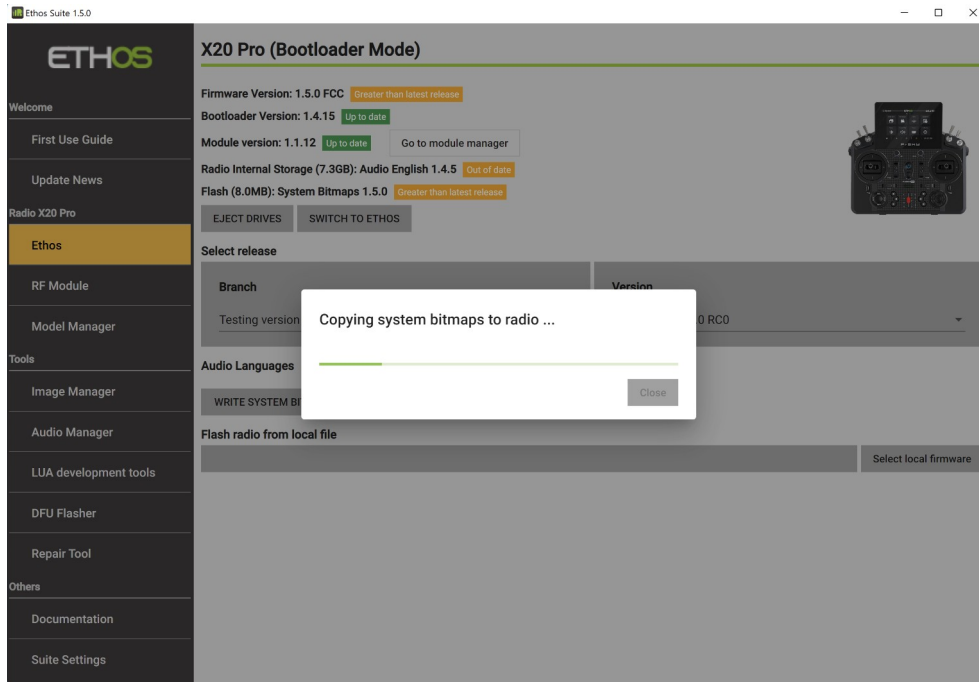 Ethos Suite 1.5.0
ETHOS
Welcome
First Use Guide
Update News
Radio X20 Pro
Ethos
RF Module
Model Manager
Tools
Image Manager
Audio Manager
LUA development tools
DFU Flasher
Repair Tool
Others
Documentation
Suite Settings
X20 Pro (Bootloader Mode)
Firmware Version: 1.5.0 FCC Greater than latest release
Bootloader Version: 1.4.15 Up to date
Module version: 1.1.12 Up to date Go to module manager
Radio Internal Storage (7.3GB): Audio English 1.4.5 Out of date
Flash (8.0MB): System Bitmaps 1.5.0 Greater than latest release
EJECT DRIVES SWITCH TO ETHOS
Select release
Branch Version
Testing version .0 RC0
Copying system bitmaps to radio ...
Close
Audio Languages
WRITE SYSTEM BI
Flash radio from local file
Select local firmware